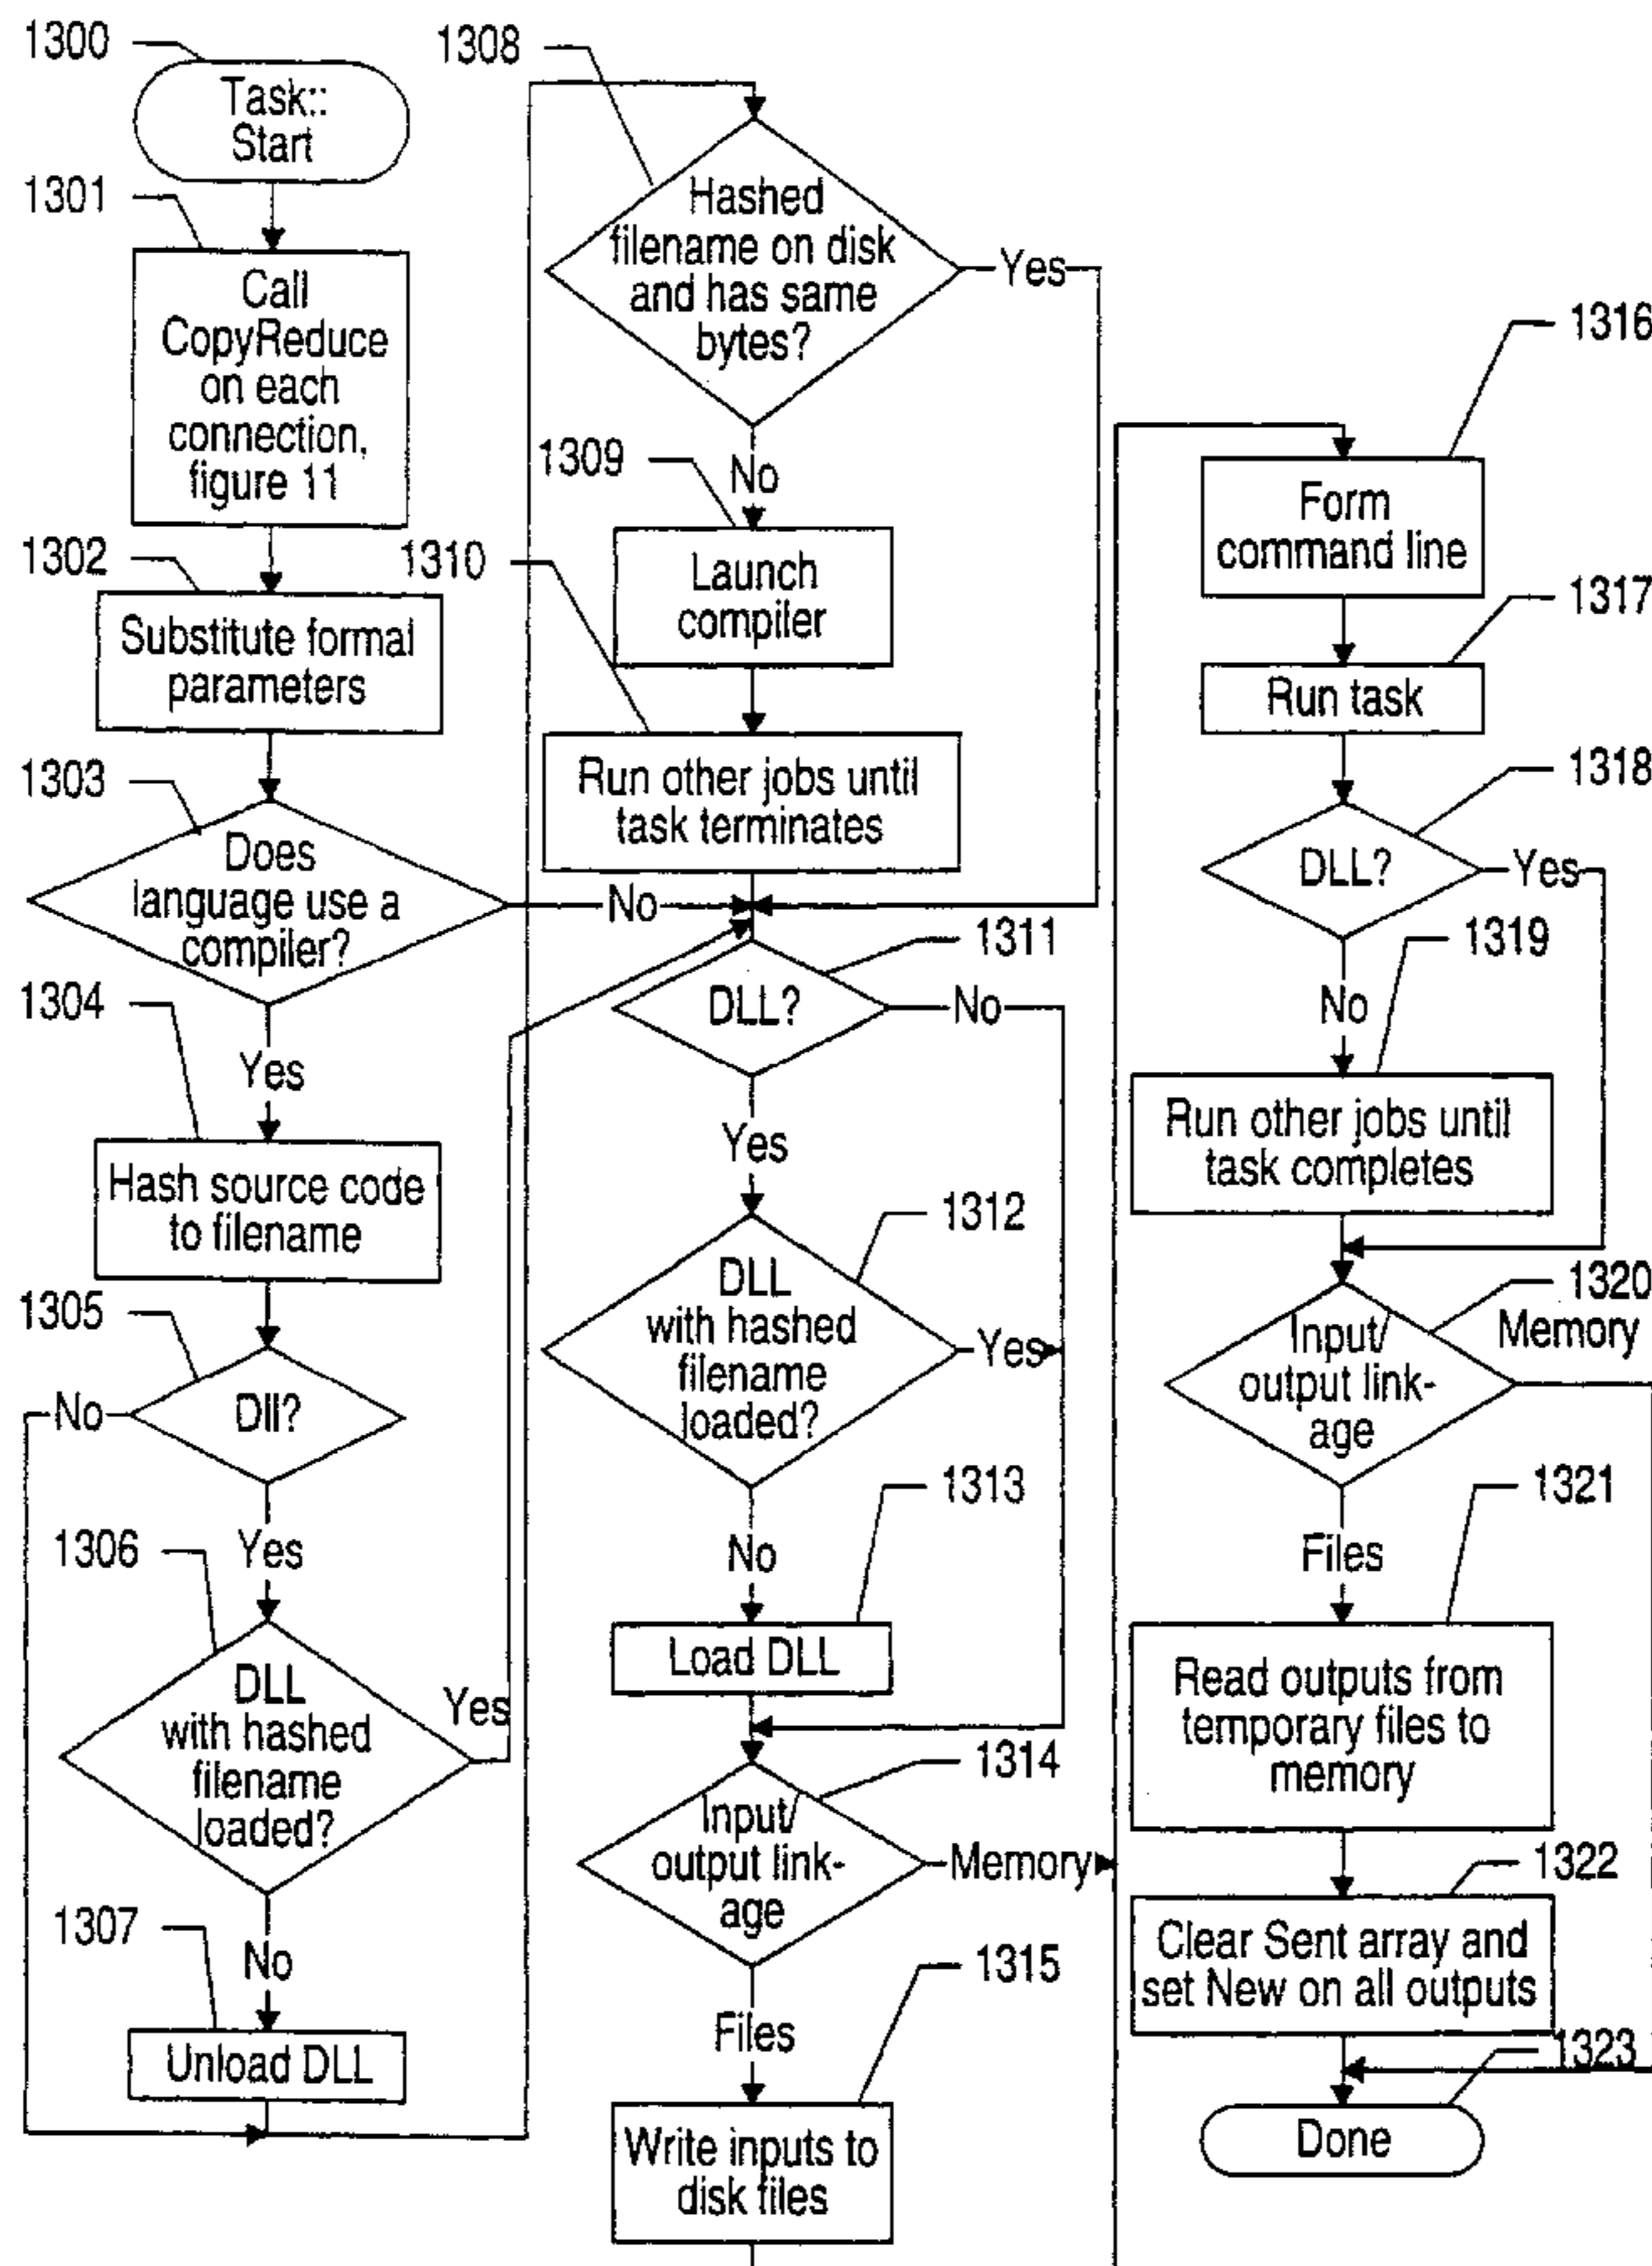 1300
Task::
Start
1301
Call
CopyReduce
on each
connection,
figure 11
1302
Substitute formal
parameters
1303
Does
language use a
compiler?
No
Yes
1304
Hash source code
to filename
1305
Dll?
No
Yes
1306
DLL
with hashed
filename
loaded?
Yes
No
1307
Unload DLL
1308
Hashed
filename on disk
and has same
bytes?
Yes
No
1309
Launch
compiler
1310
Run other jobs until
task terminates
1311
DLL?
No
Yes
1312
DLL
with hashed
filename
loaded?
Yes
No
1313
Load DLL
1314
Input/
output link-
age
Memory
Files
1315
Write inputs to
disk files
1316
Form
command line
1317
Run task
1318
DLL?
Yes
No
1319
Run other jobs until
task completes
1320
Input/
output link-
age
Memory
Files
1321
Read outputs from
temporary files to
memory
1322
Clear Sent array and
set New on all outputs
1323
Done